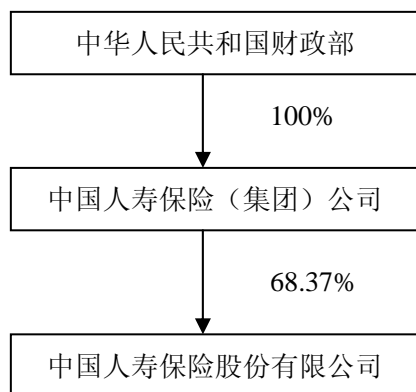 中华人民共和国财政部
100%
中国人寿保险（集团）公司
68.37%
中国人寿保险股份有限公司